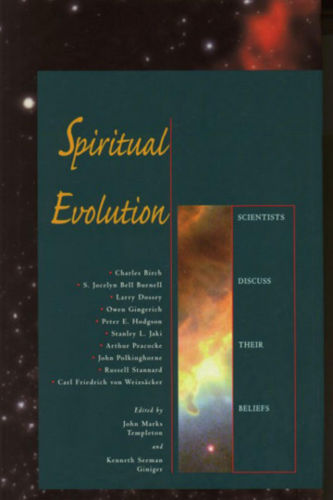 Spiritual
Evolution
SCIENTISTS
DISCUSS
THEIR
BELIEFS
• Charles Birch
• S. Jocelyn Bell Burnell
• Larry Dossey
• Owen Gingerich
• Peter E. Hodgson
• Stanley L. Jaki
• Arthur Peacocke
• John Polkinghorne
• Russell Stannard
• Carl Friedrich von Weizsäcker
Edited by
John Marks
Templeton
and
Kenneth Seeman
Giniger